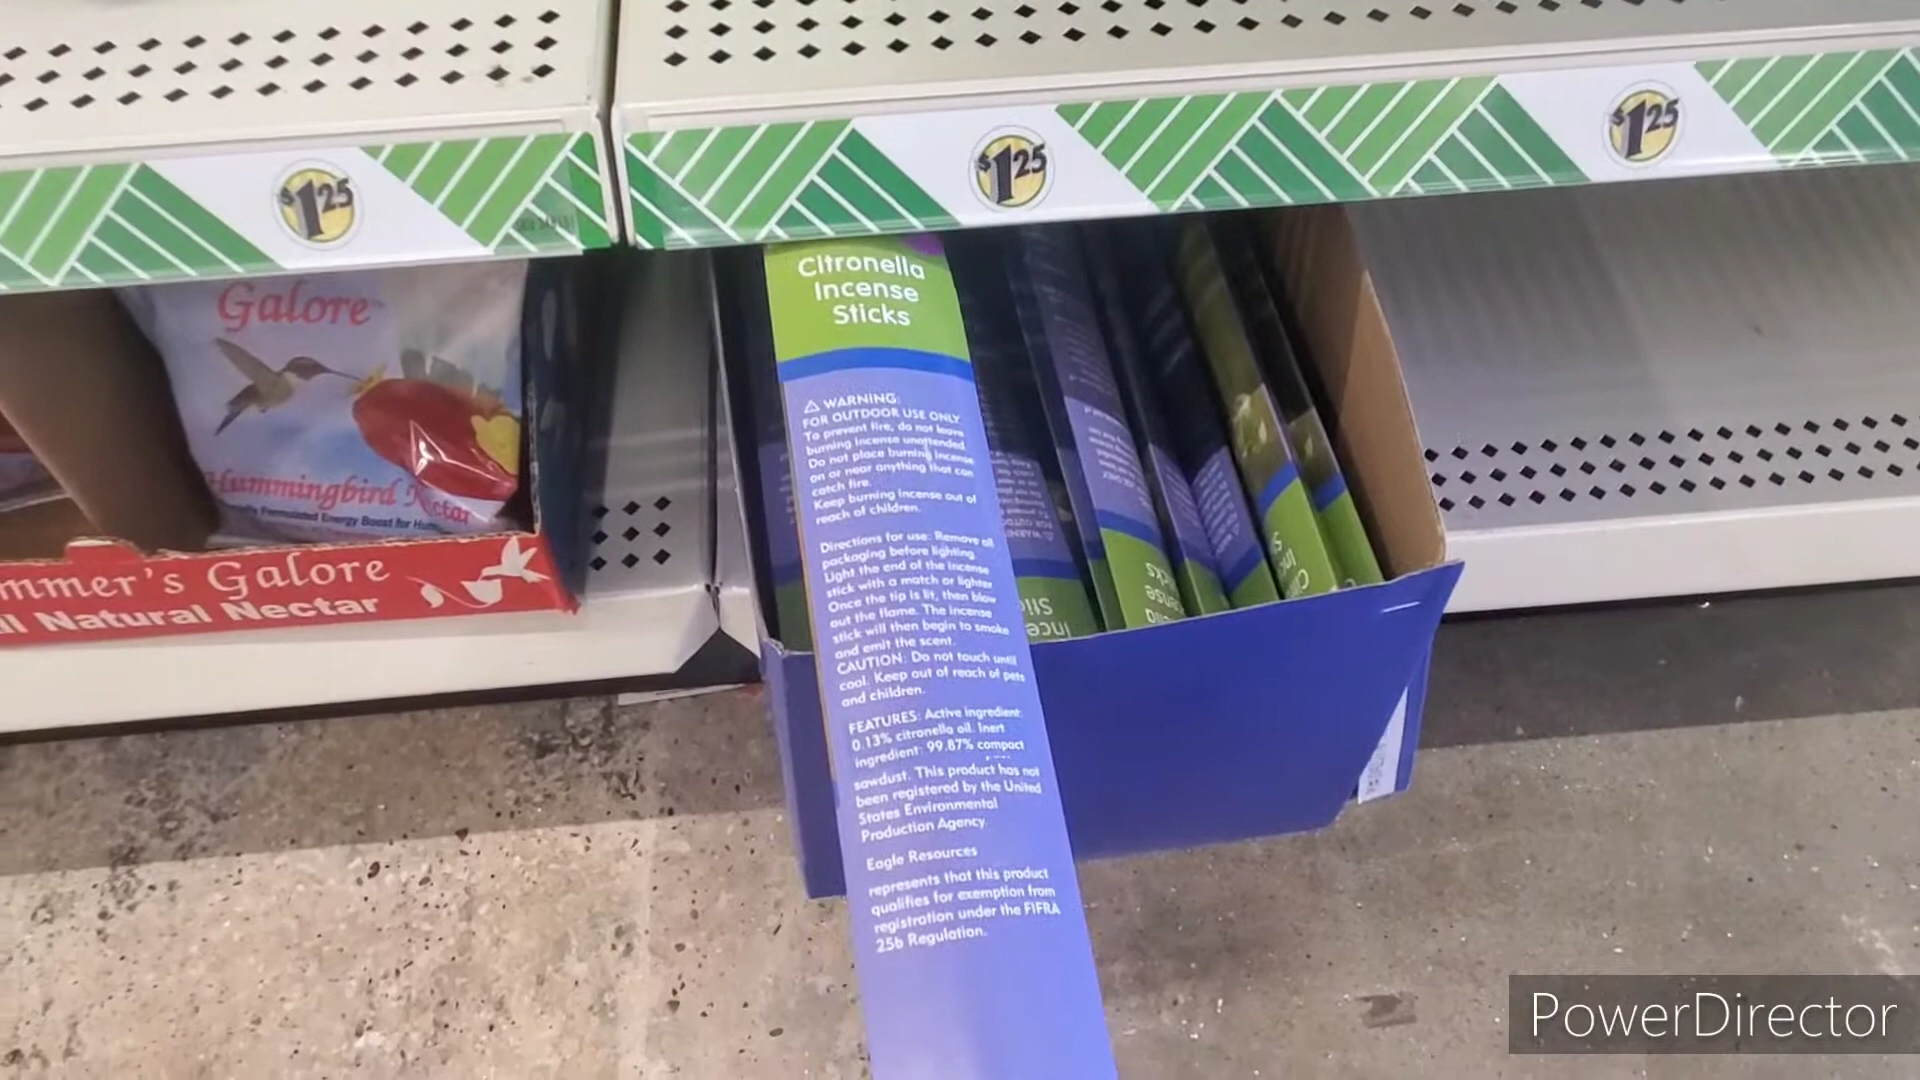 $1.25
$1.25
$1.25
Galore
Hummingbird
Formulated Energy Boost for
Galore
Natural Nectar
Citronella
Incense
Sticks
⚠ WARNING:
FOR OUTDOOR USE ONLY
To prevent fire, do not leave
burning incense unattended.
Do not place burning incense
on or near anything that can
catch fire.
Keep burning incense out of
reach of children.
Directions for use: Remove all
packaging before lighting
Light the end of the incense
stick with a match or lighter
Once the tip is lit, then blow
out the flame. The incense
stick will then begin to smoke
and emit the scent.
CAUTION: Do not touch until
cool. Keep out of reach of pets
and children.
FEATURES: Active ingredient:
0.13% citronella oil. Inert
ingredient: 99.87% compact
sawdust. This product has not
been registered by the United
States Environmental
Production Agency
Eagle Resources
represents that this product
qualifies for exemption from
registration under the FIFRA
25b Regulation.
PowerDirector